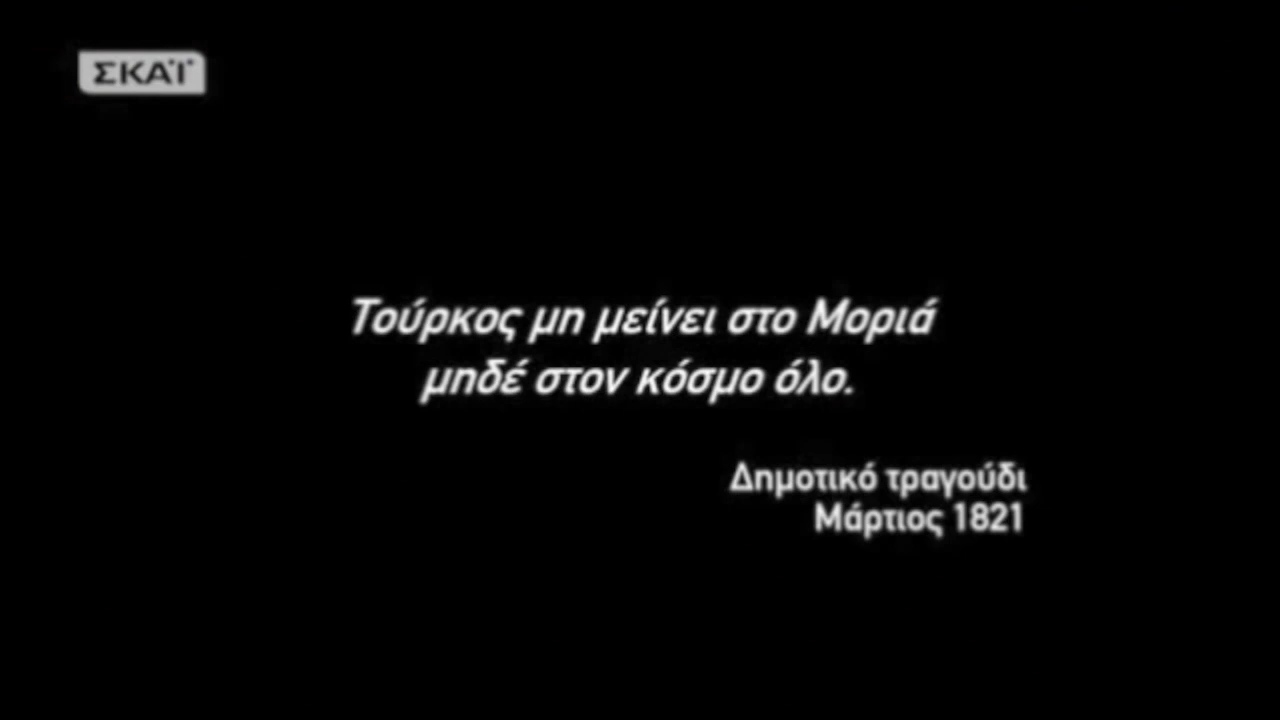 ΣΚΑΪ
Τούρκος μη μείνει στο Μοριά
μηδέ στον κόσμο όλο.
Δημοτικό τραγούδι
Μάρτιος 1821